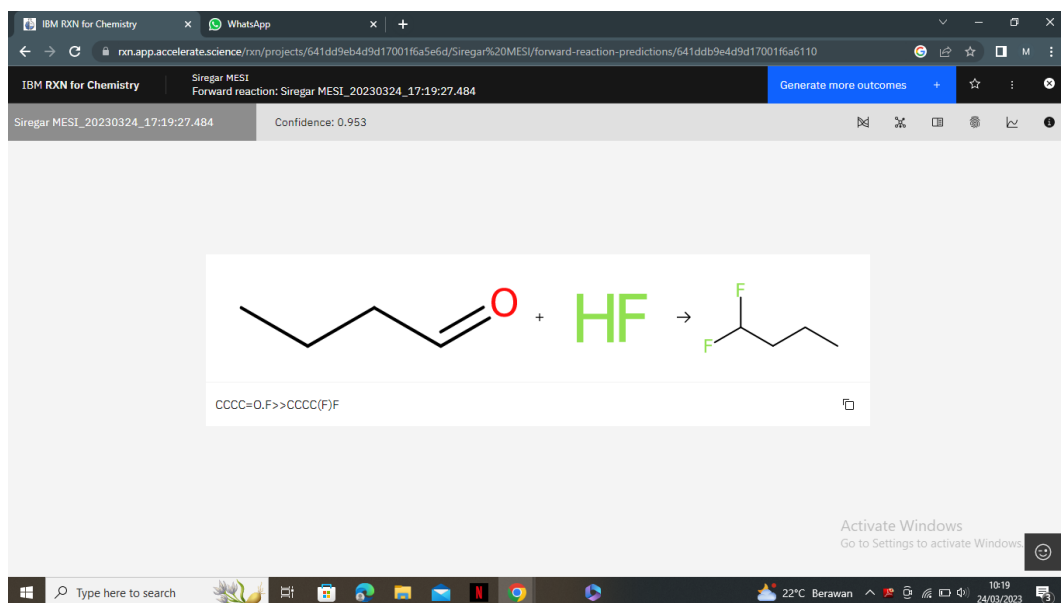 IBM RXN for Chemistry
WhatsApp
rxn.app.accelerate.science/rxn/projects/641dd9eb4d9d17001f6a5e6d/Siregar%20MESI/forward-reaction-predictions/641ddb9e4d9d17001f6a6110
M
IBM RXN for Chemistry
Siregar MESI
Forward reaction: Siregar MESI_20230324_17:19:27.484
Generate more outcomes +
Siregar MESI_20230324_17:19:27.484
Confidence: 0.953
O
+
HF
→
F
F
CCCC=O.F>>CCCC(F)F
Activate Windows
Go to Settings to activate Windows.
Type here to search
22°C Berawan
10:19
24/03/2023
3